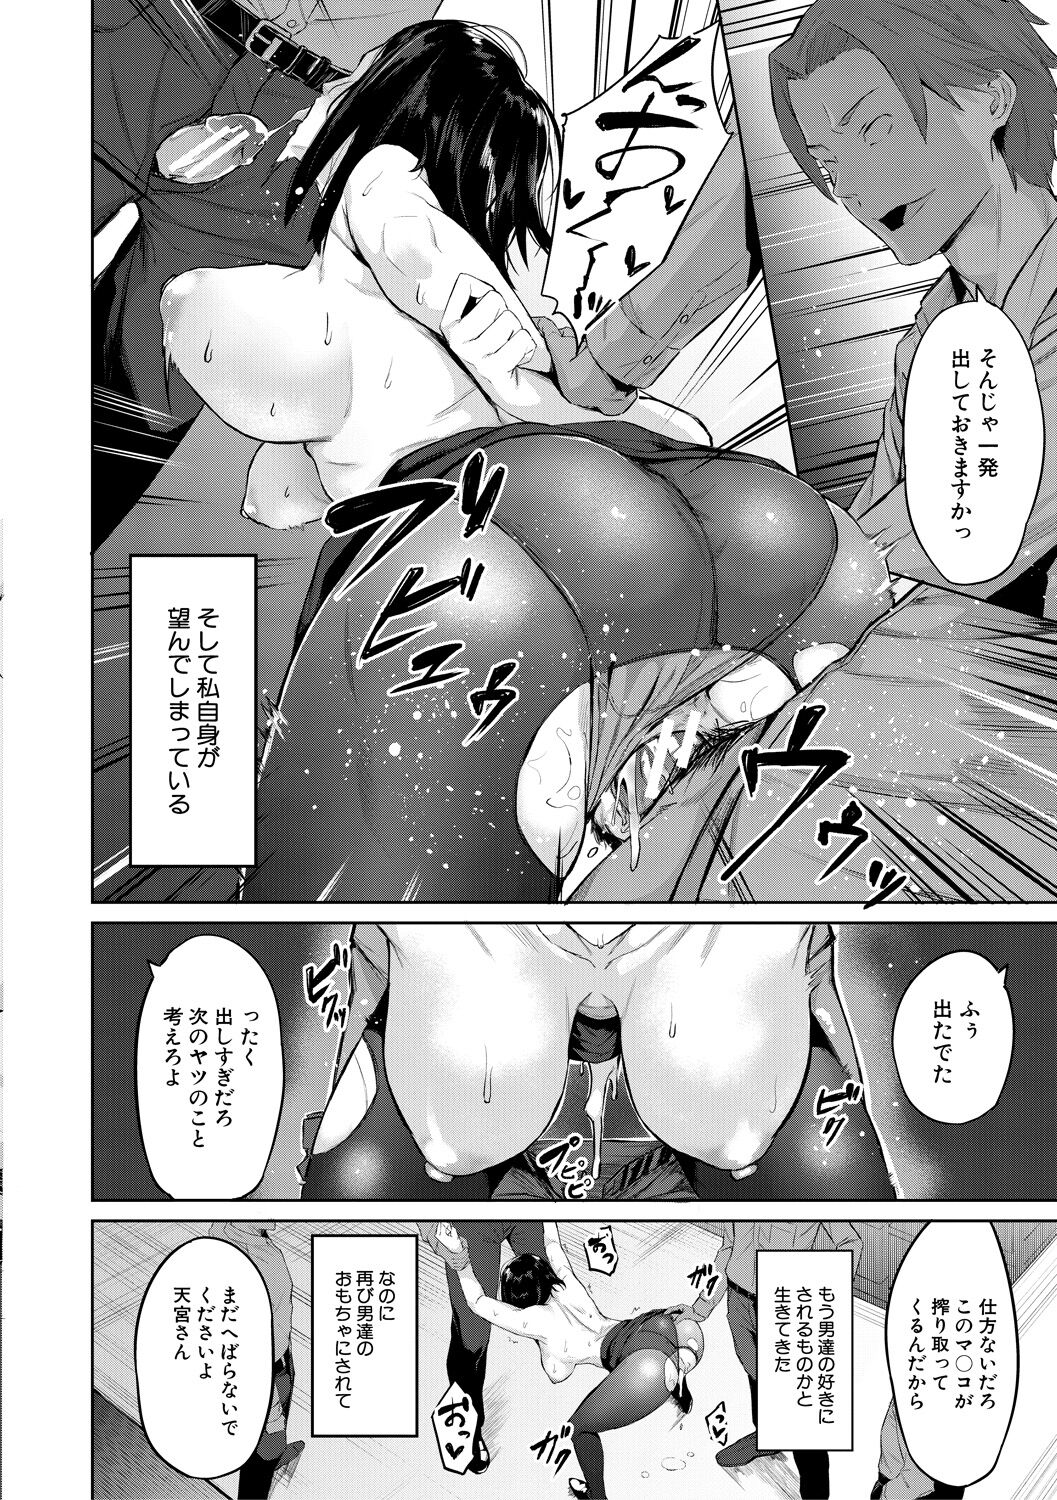 そんじゃ一発
出しておきますかっ
お
お
く
～
♥
ブ
ビ
ュ
ゥ
ウ
ゥ
ウ
ッ
そして私自身が
望んでしまっている
ふぅ
出たでた
ビクッ
ビクッ
ピピピ
ったく
出しすぎだろ
次のヤツのこと
考えろよ
仕方ないだろ
このマ〇コが
搾り取って
くるんだから
もう男達の好きに
されるものかと
生きてきた
おっ♡
なのに
再び男達の
おもちゃにされて
おっ♥
まだへばらないで
くださいよ
天宮さん